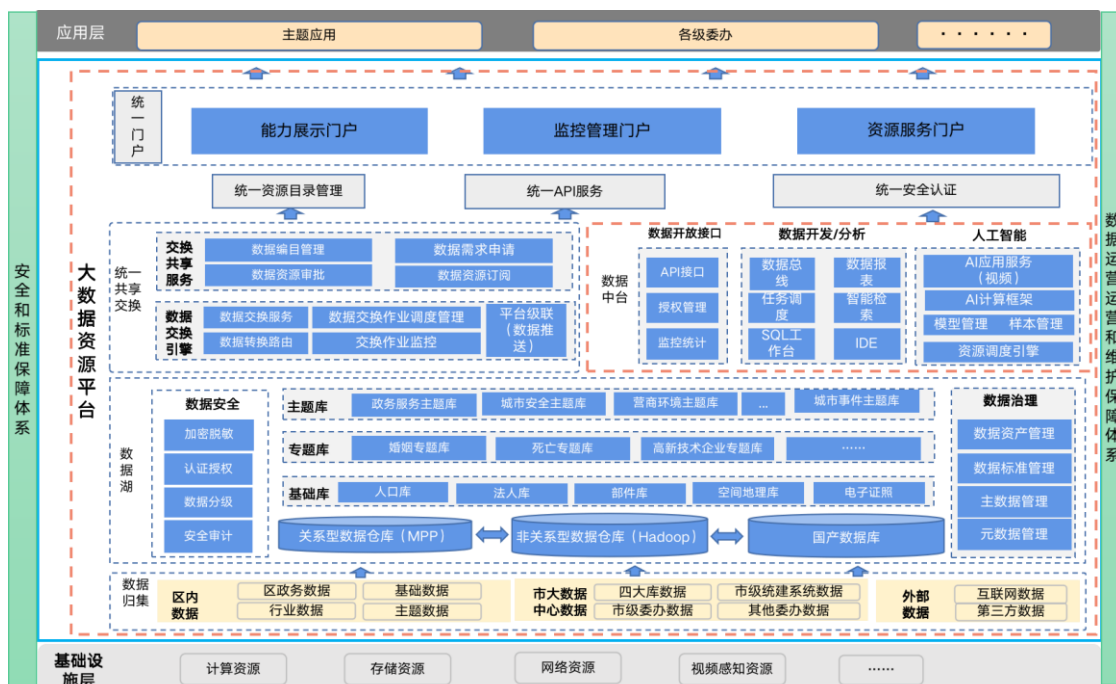 应用层
主题应用
各级委办
······
安全和标准保障体系
大数据资源平台
统一门户
能力展示门户
监控管理门户
资源服务门户
统一资源目录管理
统一API服务
统一安全认证
统一
共享
交换
交换
共享
服务
数据编目管理
数据需求申请
数据资源审批
数据资源订阅
数据
交换
引擎
数据交换服务
数据交换作业调度管理
数据转换路由
交换作业监控
平台级联
(数据推
送)
数据
中台
数据开放接口
API接口
授权管理
监控统计
数据开发/分析
数据总
线
数据报
表
任务调
度
智能检
索
SQL工
作台
IDE
人工智能
AI应用服务
(视频)
AI计算框架
模型管理
样本管理
资源调度引擎
数据湖
数据安全
加密脱敏
认证授权
数据分级
安全审计
主题库
政务服务主题库
城市安全主题库
营商环境主题库
...
城市事件主题库
专题库
婚姻专题库
死亡专题库
高新技术企业专题库
······
基础库
人口库
法人库
部件库
空间地理库
电子证照
关系型数据仓库(MPP)
非关系型数据仓库(Hadoop)
国产数据库
数据治理
数据资产管理
数据标准管理
主数据管理
元数据管理
数据
归集
区内
数据
区政务数据
基础数据
行业数据
主题数据
市大数据
中心数据
四大库数据
市级统建系统数据
市级委办数据
其他委办数据
外部
数据
互联网数据
第三方数据
基础设
施层
计算资源
存储资源
网络资源
视频感知资源
······
数据运营运营和维护保障体系